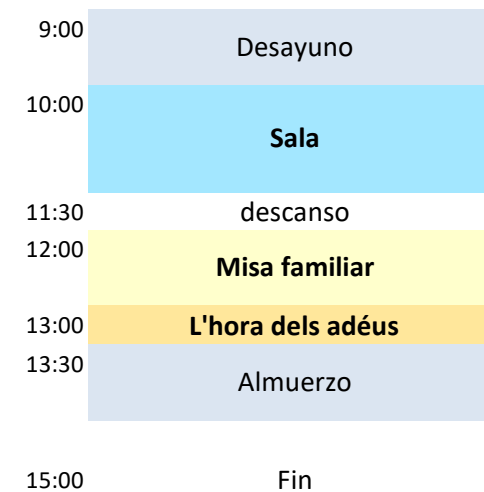 9:00 Desayuno
10:00 Sala
11:30 descanso
12:00 Misa familiar
13:00 L'hora dels adéus
13:30 Almuerzo
15:00 Fin